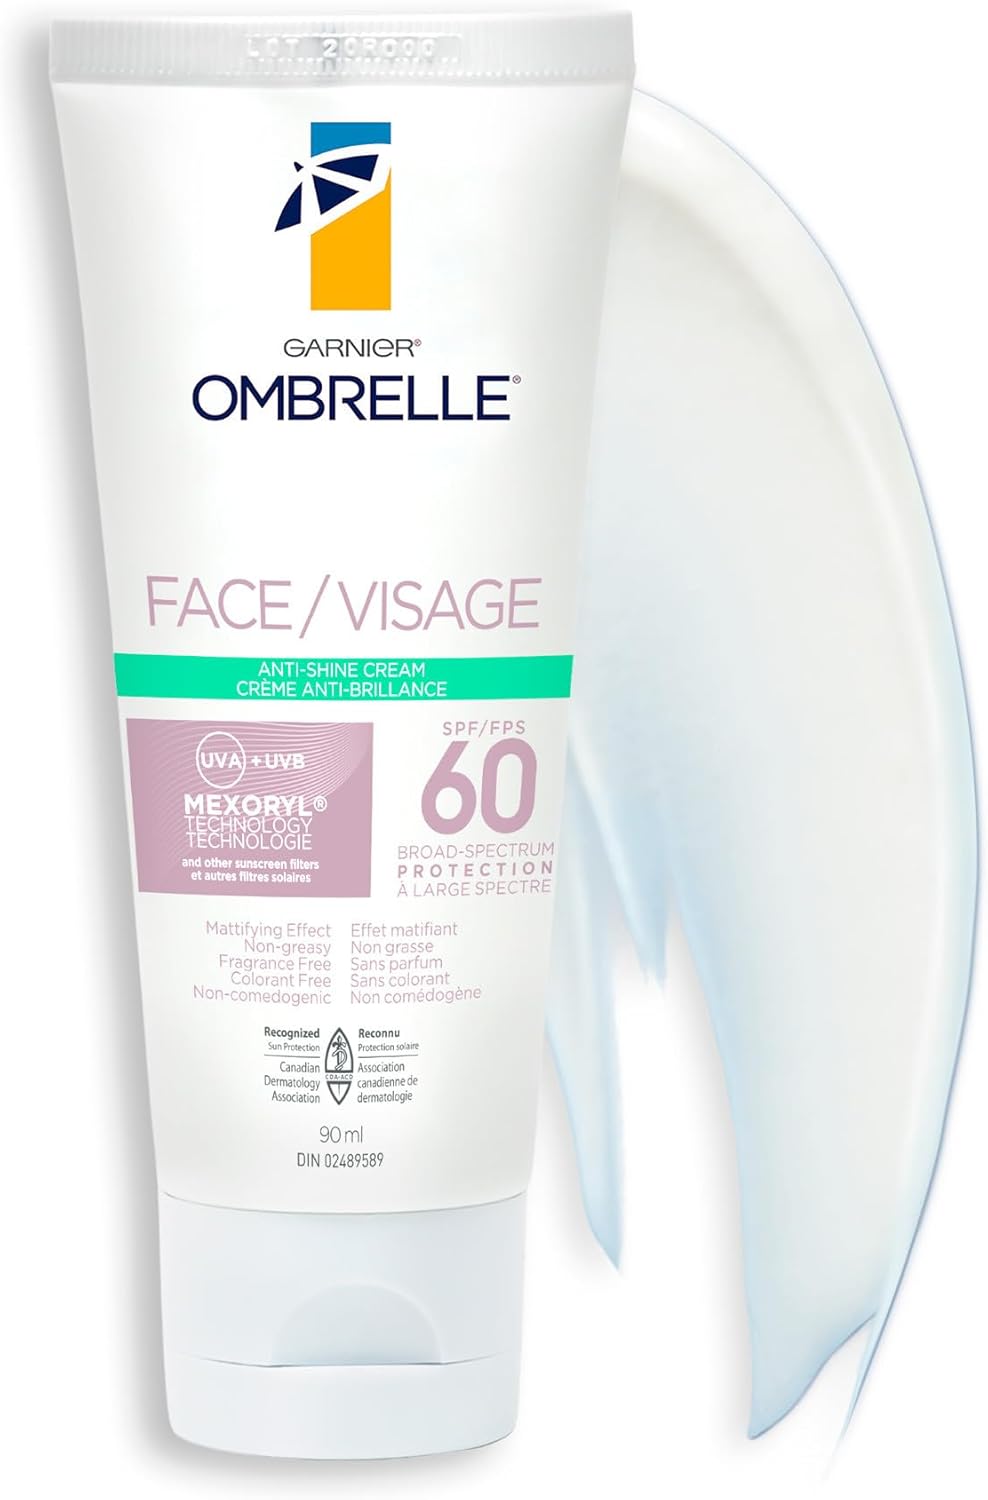 LOT 20R000
GARNIER®
OMBRELLE®
FACE/VISAGE
ANTI-SHINE CREAM
CRÈME ANTI-BRILLANCE
UVA + UVB
MEXORYL®
TECHNOLOGY
TECHNOLOGIE
and other sunscreen filters
et autres filtres solaires
SPF/FPS
60
BROAD-SPECTRUM
PROTECTION
À LARGE SPECTRE
Mattifying Effect
Non-greasy
Fragrance Free
Colorant Free
Non-comedogenic
Effet matifiant
Non grasse
Sans parfum
Sans colorant
Non comédogène
Recognized
Sun Protection
Canadian
Dermatology
Association
CDA-ACD
Reconnu
Protection solaire
Association
canadienne de
dermatologie
90 ml
DIN 02489589